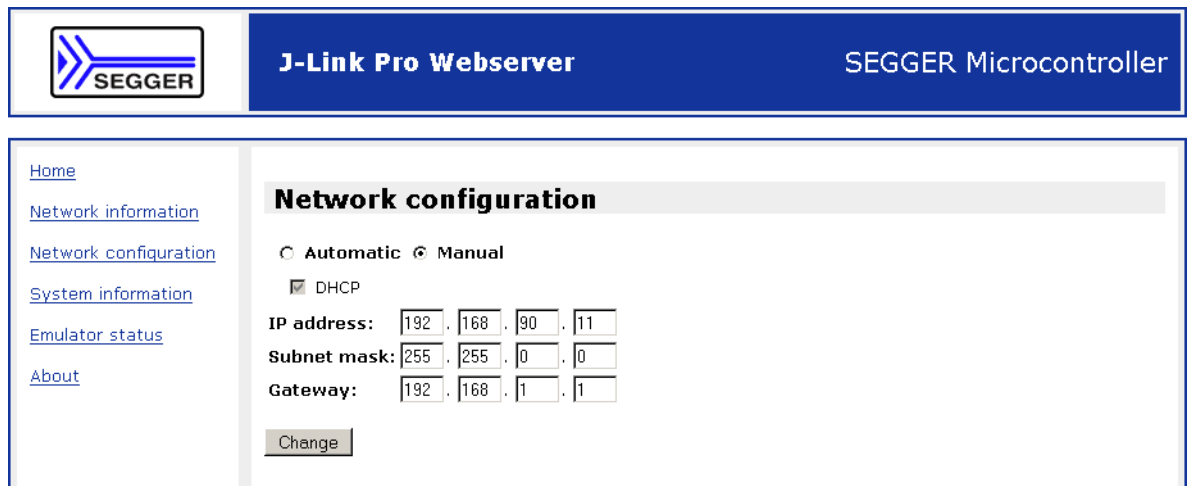 SEGGER
J-Link Pro Webserver
SEGGER Microcontroller
Home
Network information
Network configuration
System information
Emulator status
About
Network configuration
Automatic Manual
DHCP
IP address: 192 . 168 . 90 . 11
Subnet mask: 255 . 255 . 0 . 0
Gateway: 192 . 168 . 1 . 1
Change